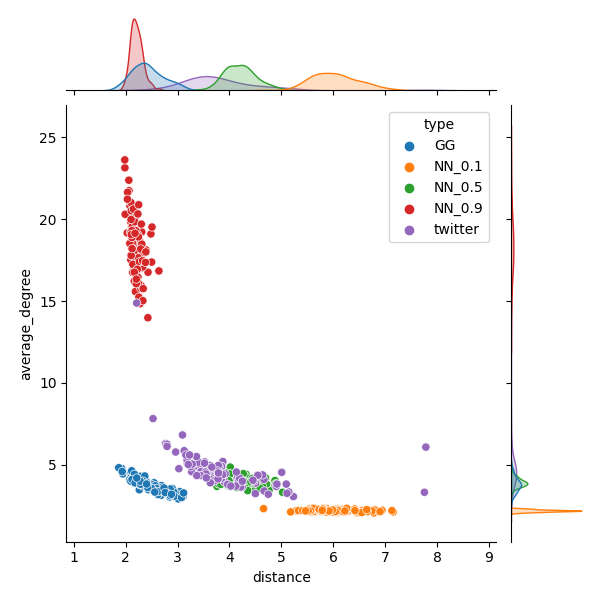 type
GG
NN_0.1
NN_0.5
NN_0.9
twitter
25
20
15
10
5
average_degree
1 2 3 4 5 6 7 8 9
distance